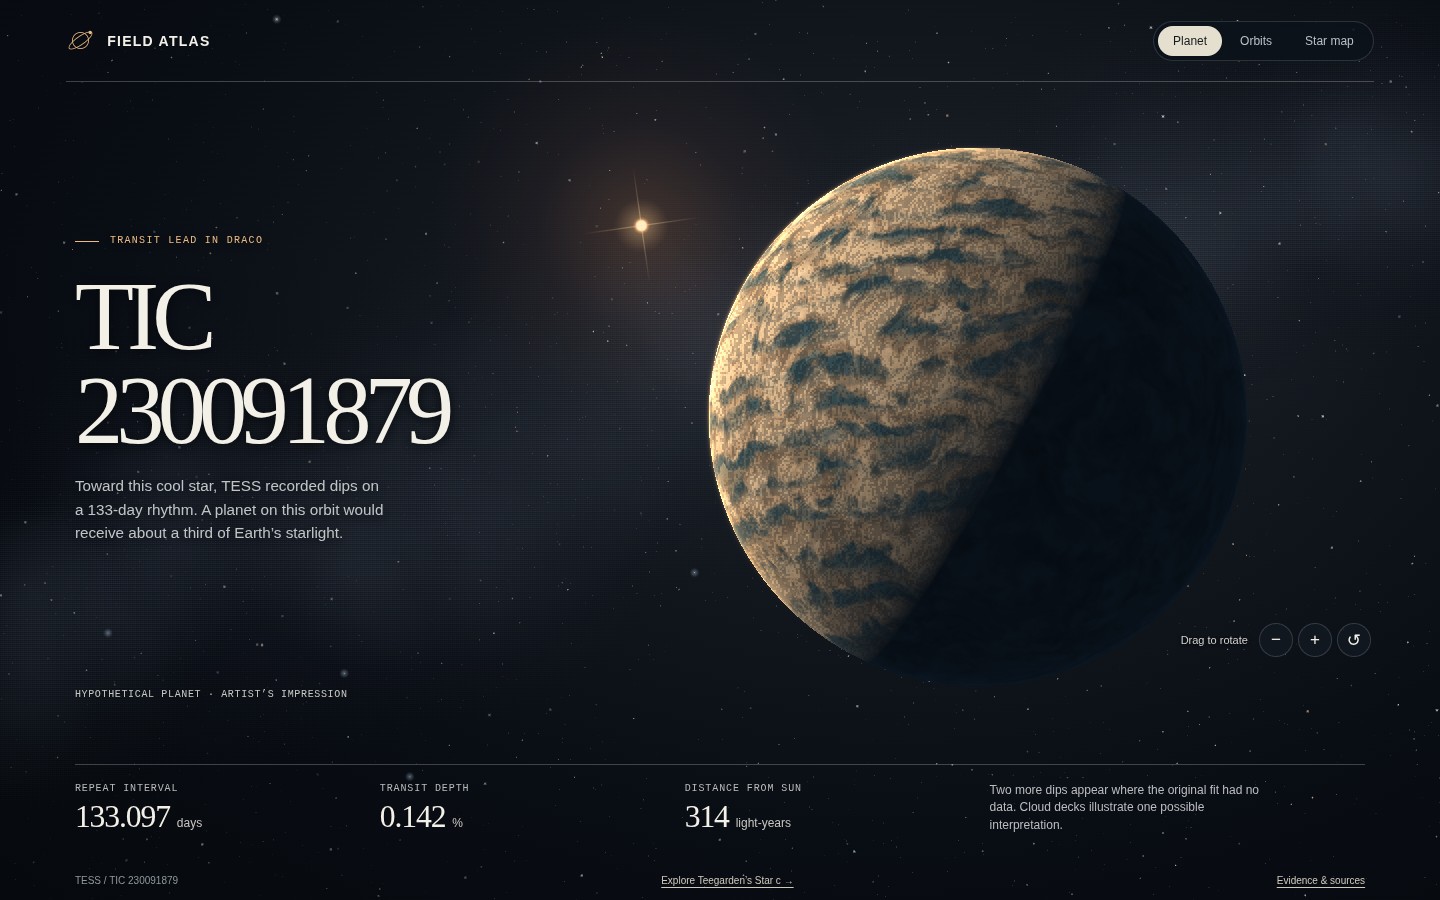 FIELD ATLAS
Planet
Orbits
Star map
TRANSIT LEAD IN DRACO
TIC
230091879
Toward this cool star, TESS recorded dips on
a 133-day rhythm. A planet on this orbit would
receive about a third of Earth’s starlight.
Drag to rotate
−
+
↺
HYPOTHETICAL PLANET · ARTIST’S IMPRESSION
REPEAT INTERVAL
133.097 days
TRANSIT DEPTH
0.142 %
DISTANCE FROM SUN
314 light-years
Two more dips appear where the original fit had no
data. Cloud decks illustrate one possible
interpretation.
TESS / TIC 230091879
Explore Teegarden’s Star c →
Evidence & sources